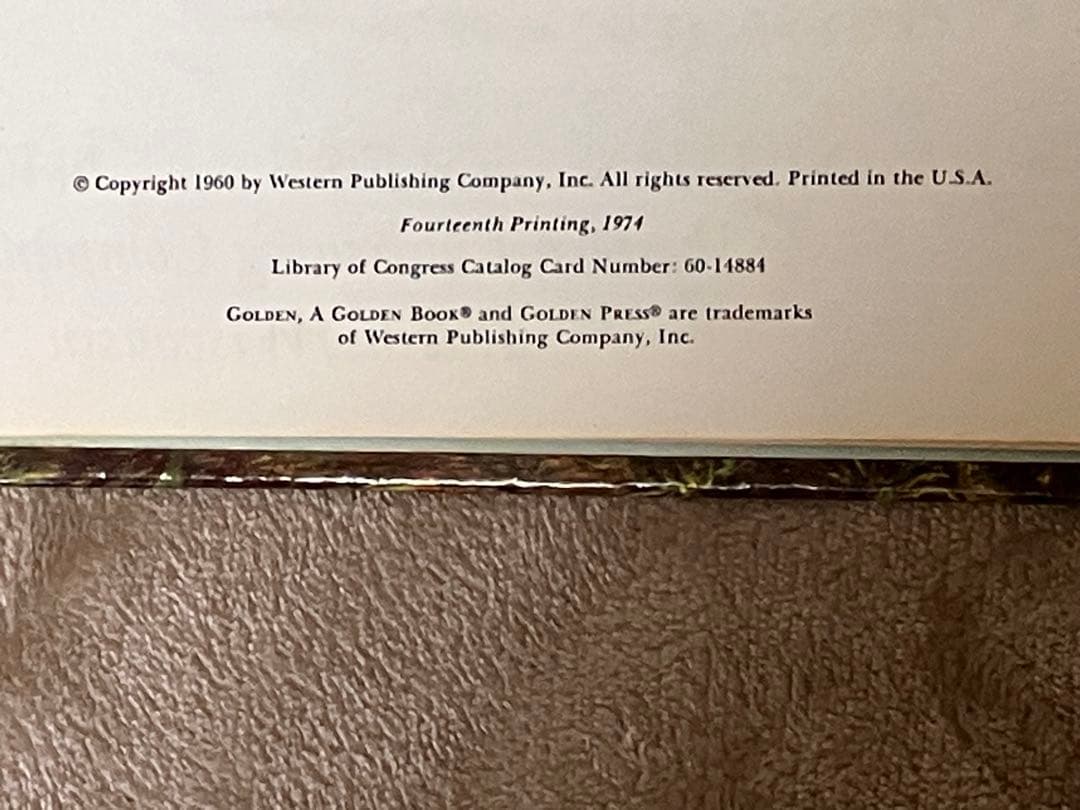 © Copyright 1960 by Western Publishing Company, Inc. All rights reserved. Printed in the U.S.A.
Fourteenth Printing, 1974
Library of Congress Catalog Card Number: 60-14884
GOLDEN, A GOLDEN BOOK® and GOLDEN PRESS® are trademarks
of Western Publishing Company, Inc.